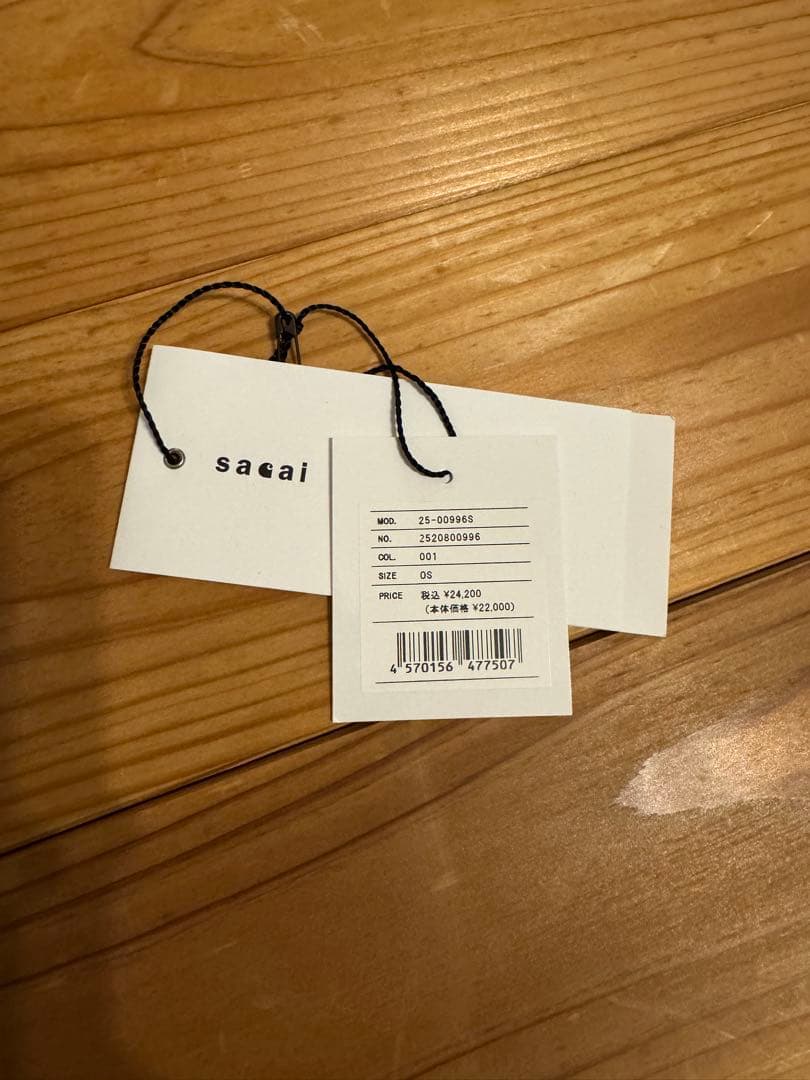 sacai
MOD. 25-00996S
NO. 2520800996
COL. 001
SIZE OS
PRICE 税込 ¥24,200
(本体価格 ¥22,000)
4 570156 477507